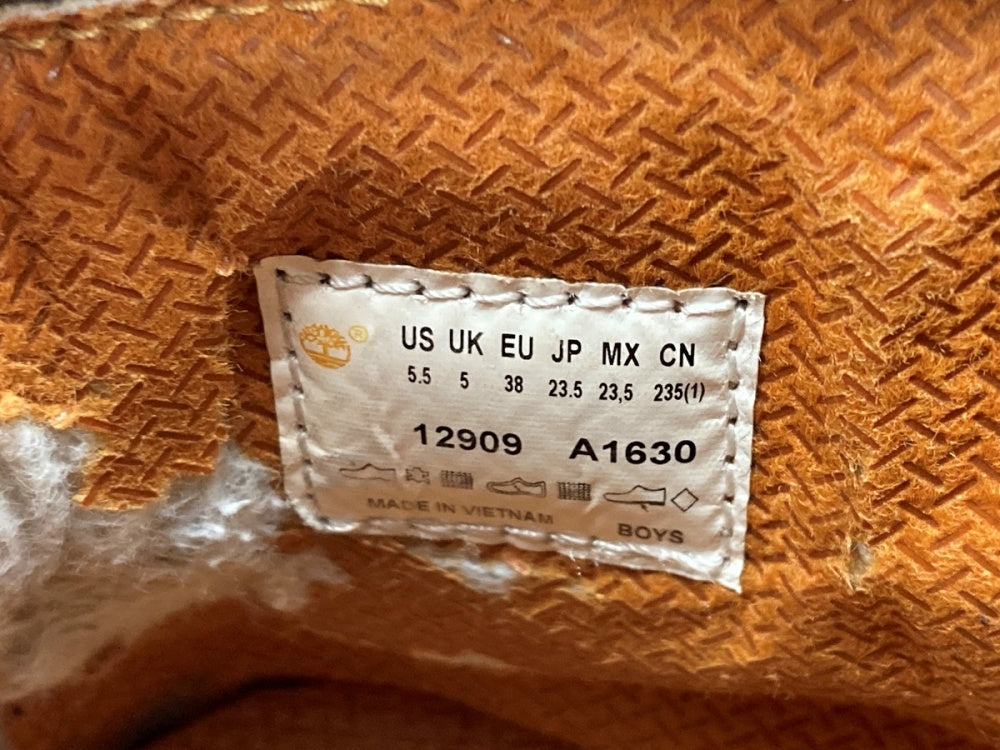 ®
US UK EU JP MX CN
5.5 5 38 23.5 23,5 235(1)
12909 A1630
MADE IN VIETNAM
BOYS